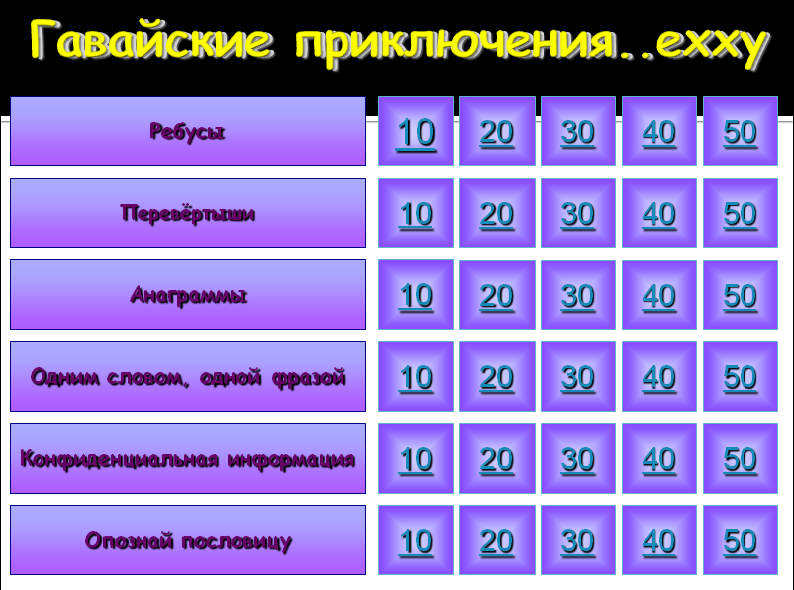 Гавайские приключения..ехху
Ребусы 10 20 30 40 50
Перевёртыши 10 20 30 40 50
Анаграммы 10 20 30 40 50
Одним словом, одной фразой 10 20 30 40 50
Конфиденциальная информация 10 20 30 40 50
Опознай пословицу 10 20 30 40 50